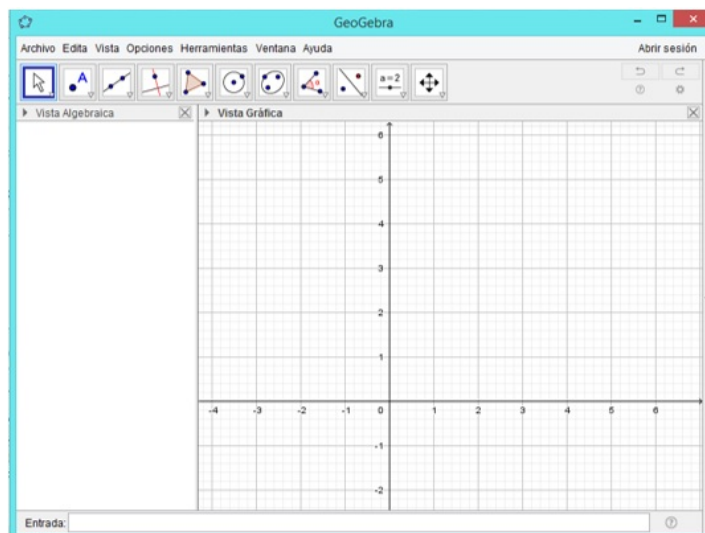 GeoGebra
Archivo Edita Vista Opciones Herramientas Ventana Ayuda Abrir sesión
A α a=2
Vista Algebraica Vista Gráfica
6
5
4
3
2
1
-4 -3 -2 -1 0 1 2 3 4 5 6
-1
-2
Entrada: